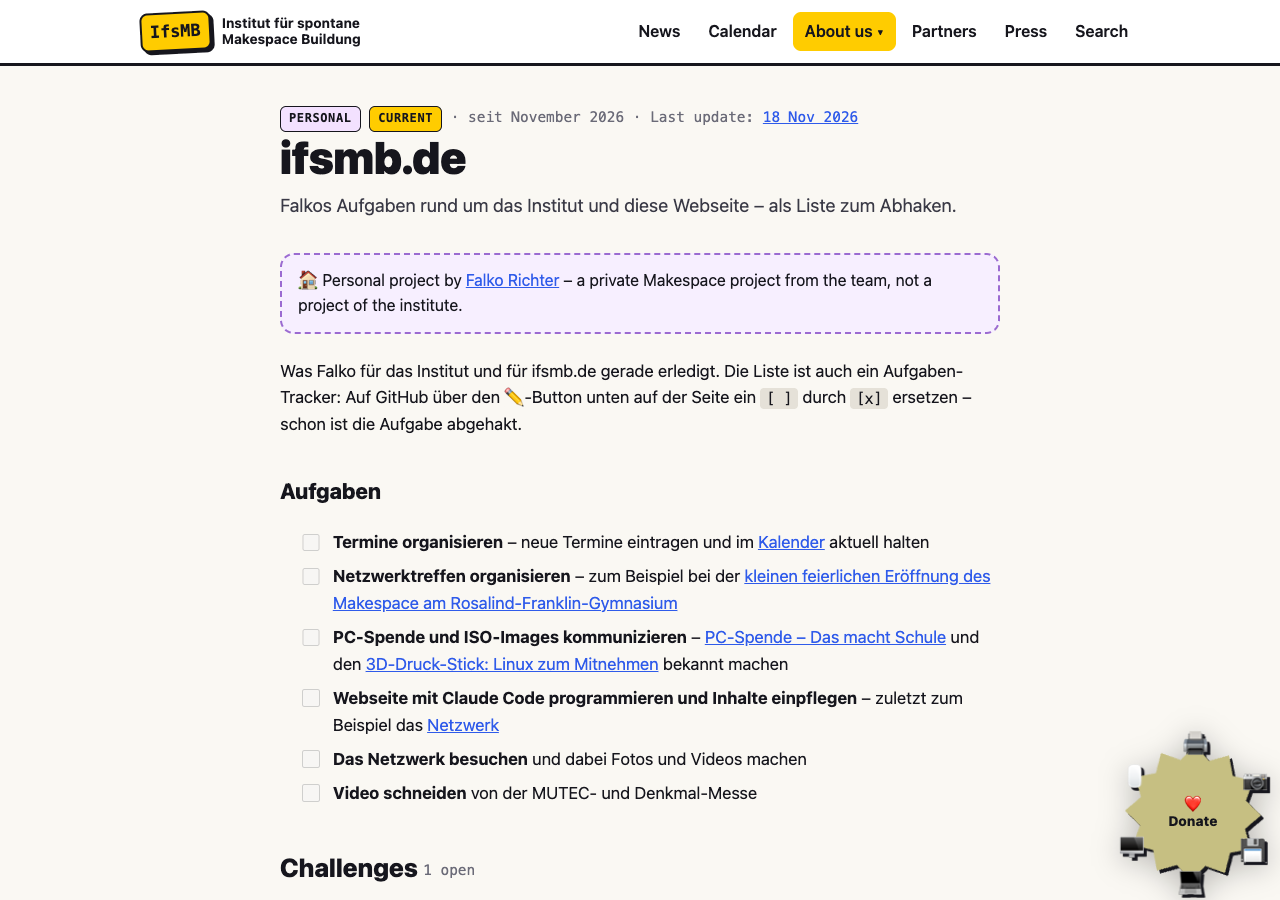 IfsMB
Institut für spontane
Makespace Buildung
News
Calendar
About us ▾
Partners
Press
Search
PERSONAL CURRENT · seit November 2026 · Last update: 18 Nov 2026
ifsmb.de
Falkos Aufgaben rund um das Institut und diese Webseite – als Liste zum Abhaken.
🏠 Personal project by Falko Richter – a private Makespace project from the team, not a
project of the institute.
Was Falko für das Institut und für ifsmb.de gerade erledigt. Die Liste ist auch ein Aufgaben-
Tracker: Auf GitHub über den ✏️-Button unten auf der Seite ein [ ] durch [x] ersetzen –
schon ist die Aufgabe abgehakt.
Aufgaben
Termine organisieren – neue Termine eintragen und im Kalender aktuell halten
Netzwerktreffen organisieren – zum Beispiel bei der kleinen feierlichen Eröffnung des
Makespace am Rosalind-Franklin-Gymnasium
PC-Spende und ISO-Images kommunizieren – PC-Spende – Das macht Schule und
den 3D-Druck-Stick: Linux zum Mitnehmen bekannt machen
Webseite mit Claude Code programmieren und Inhalte einpflegen – zuletzt zum
Beispiel das Netzwerk
Das Netzwerk besuchen und dabei Fotos und Videos machen
Video schneiden von der MUTEC- und Denkmal-Messe
Challenges 1 open
❤️
Donate